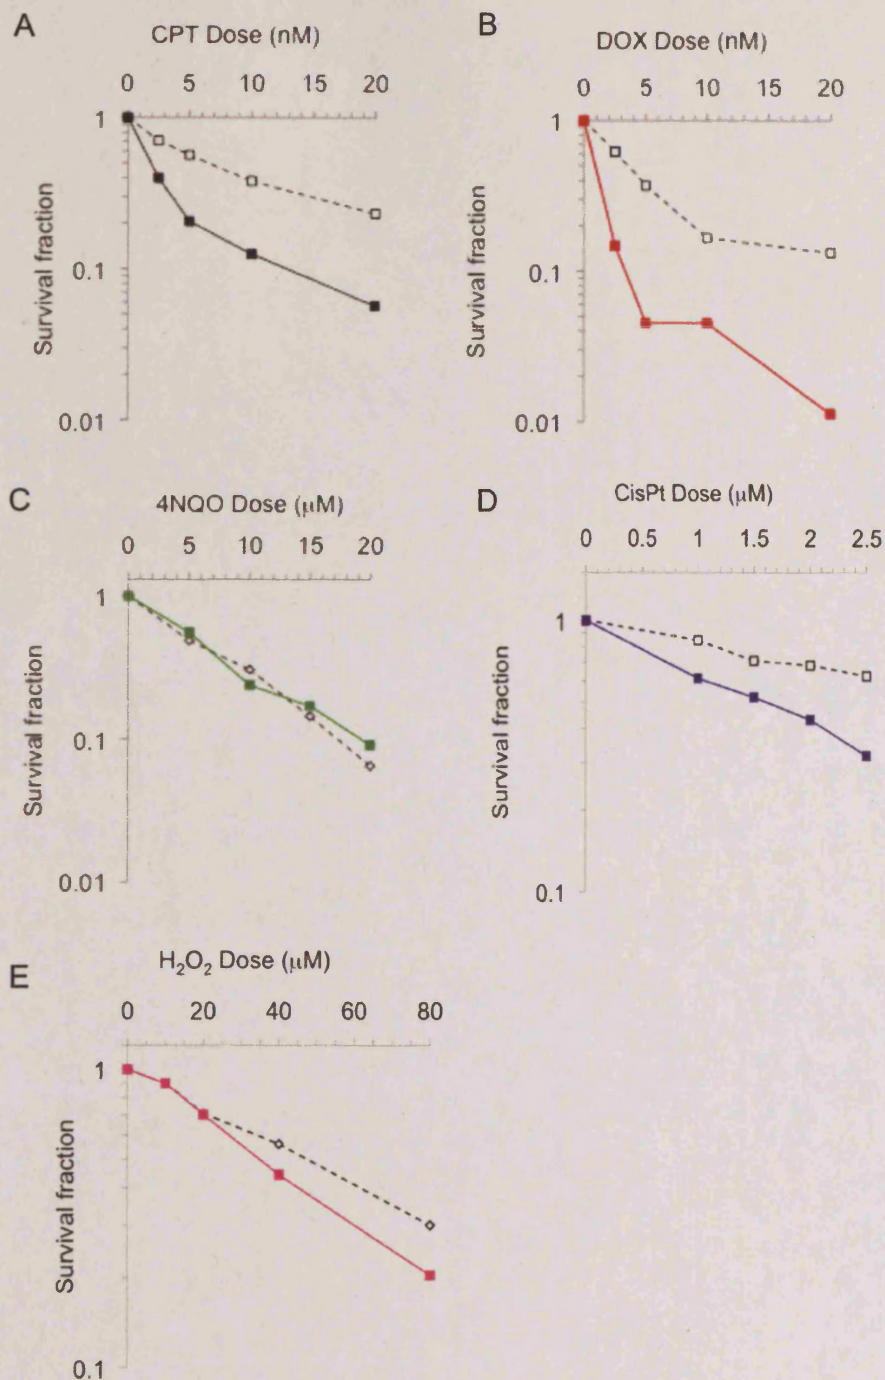 A
CPT Dose (nM)
0 5 10 15 20
1
0.1
0.01
Survival fraction
B
DOX Dose (nM)
0 5 10 15 20
1
0.1
0.01
Survival fraction
C
4NQO Dose (μM)
0 5 10 15 20
1
0.1
0.01
Survival fraction
D
CisPt Dose (μM)
0 0.5 1 1.5 2 2.5
1
0.1
Survival fraction
E
H₂O₂ Dose (μM)
0 20 40 60 80
1
0.1
Survival fraction